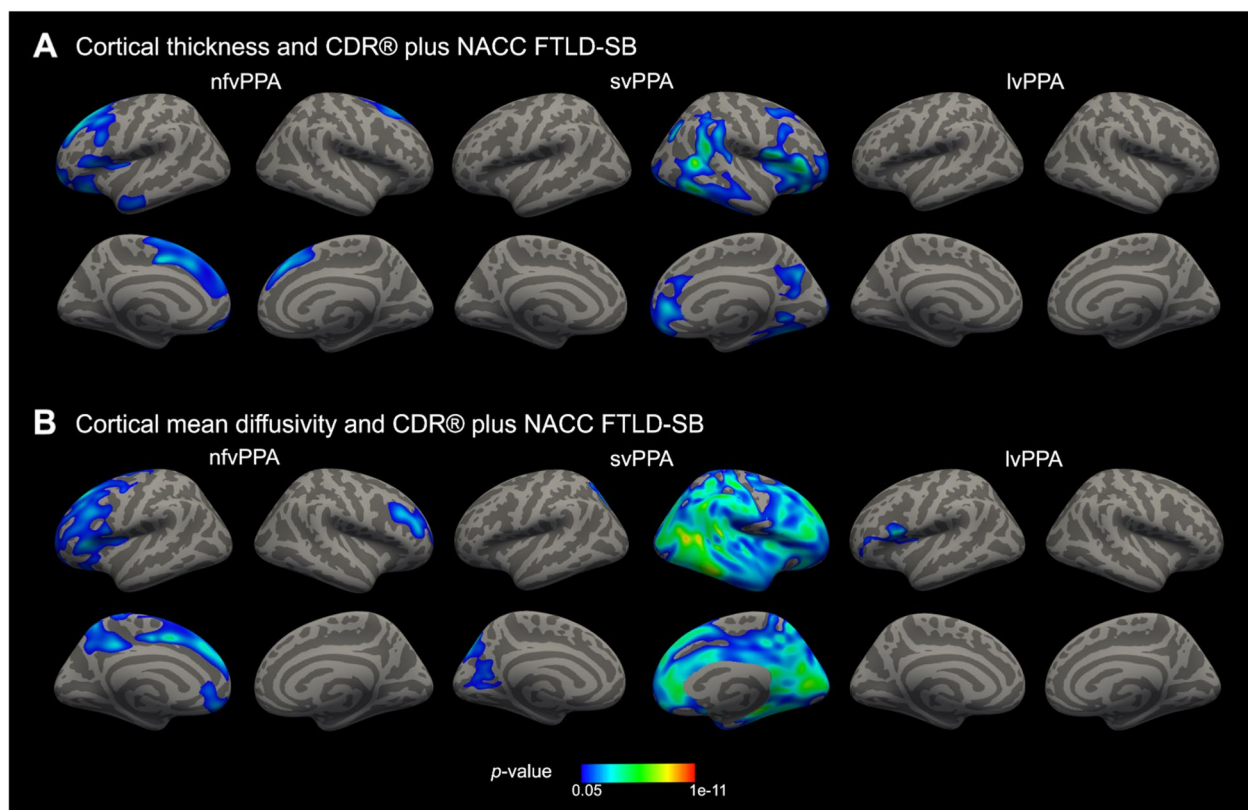 A Cortical thickness and CDR® plus NACC FTLD-SB
nfvPPA svPPA lvPPA
B Cortical mean diffusivity and CDR® plus NACC FTLD-SB
nfvPPA svPPA lvPPA
p-value
0.05 1e-11